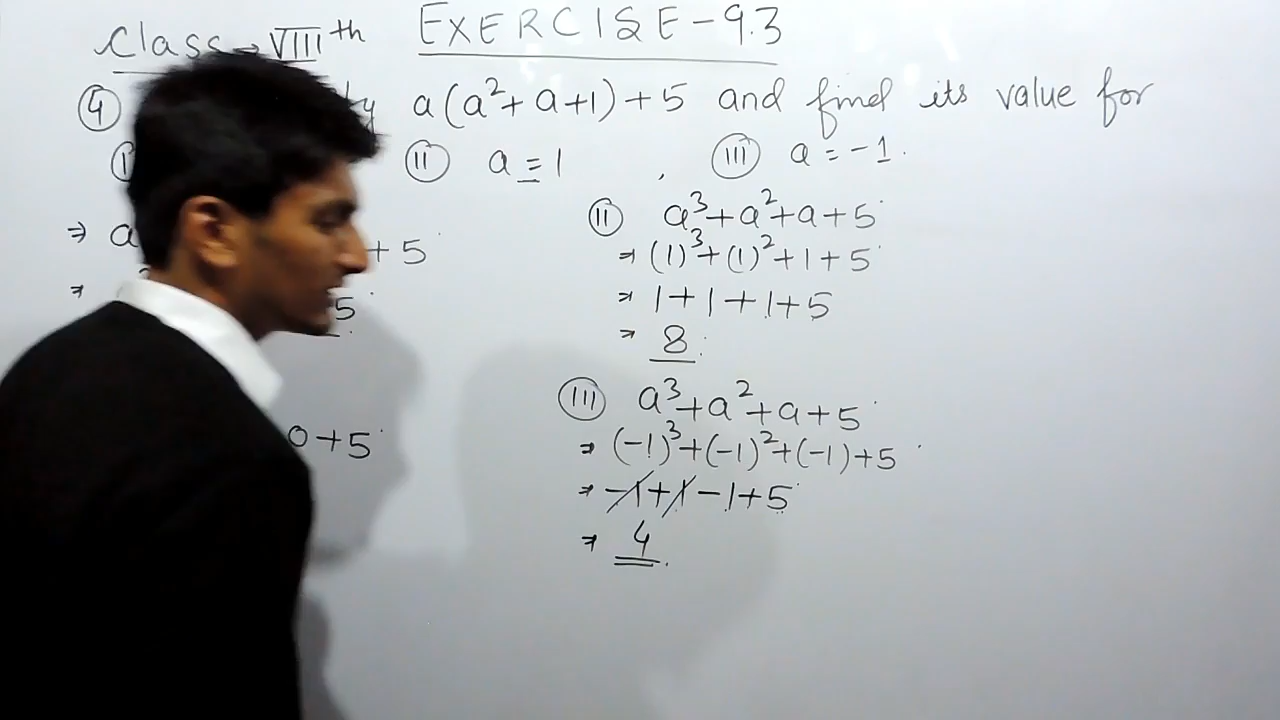 Class → VIIIth EXERCISE-9.3
④ a(a²+a+1)+5 and find its value for
ⓘⓘ a=1, ⓘⓘⓘ a=-1.
⇒ a +5
⇒ 5
0+5
ⓘⓘ a³+a²+a+5
⇒ (1)³+(1)²+1+5
⇒ 1+1+1+5
⇒ 8
ⓘⓘⓘ a³+a²+a+5
⇒ (-1)³+(-1)²+(-1)+5
⇒ -1+1-1+5
⇒ 4